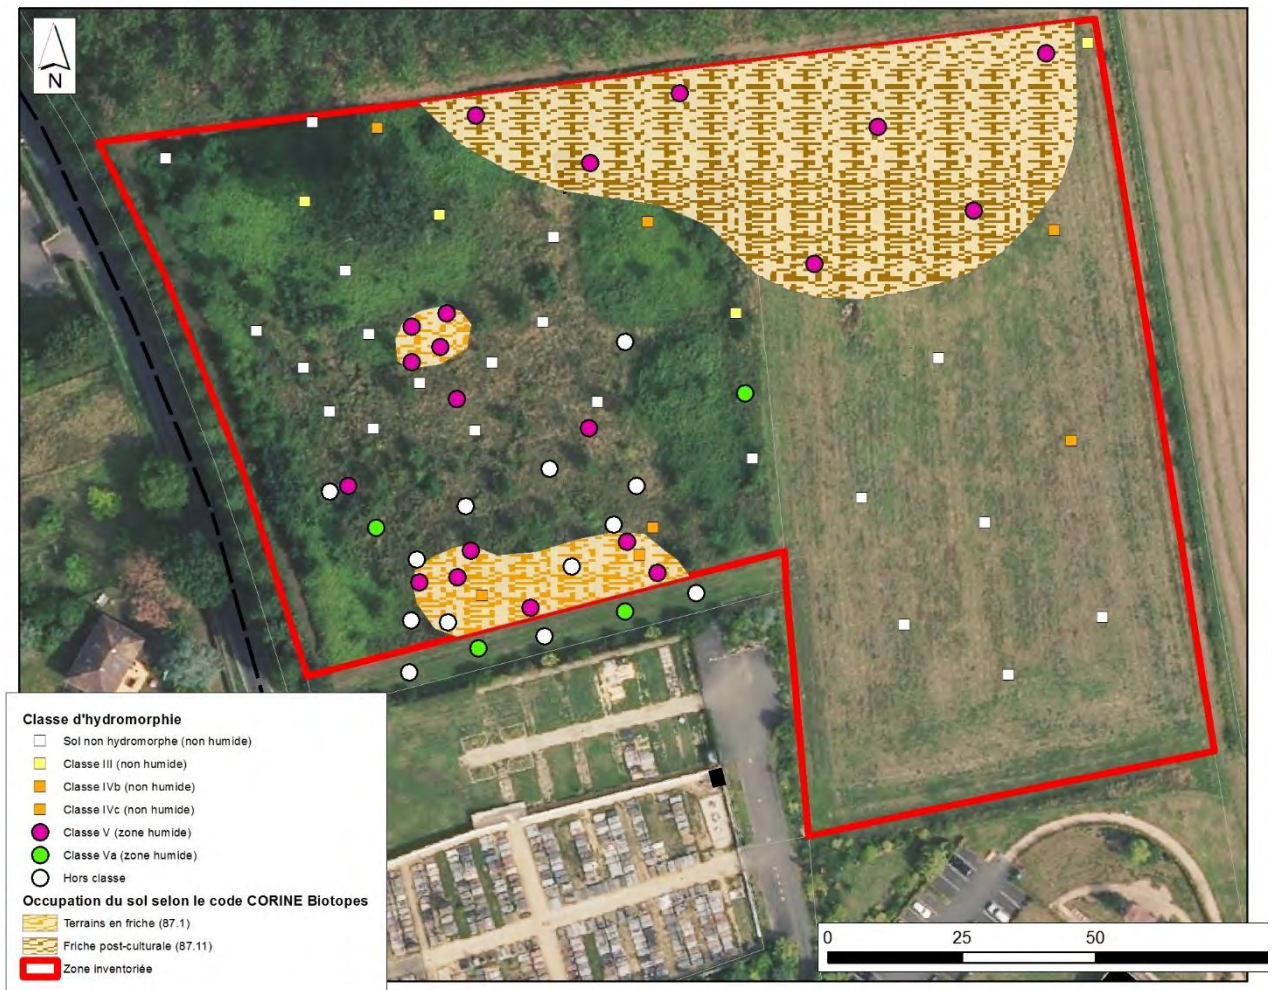 N
Classe d'hydromorphie
Sol non hydromorphe (non humide)
Classe III (non humide)
Classe IVb (non humide)
Classe IVc (non humide)
Classe V (zone humide)
Classe Va (zone humide)
Hors classe
Occupation du sol selon le code CORINE Biotopes
Terrains en friche (87.1)
Friche post-culturale (87.11)
Zone inventoriée
0 25 50